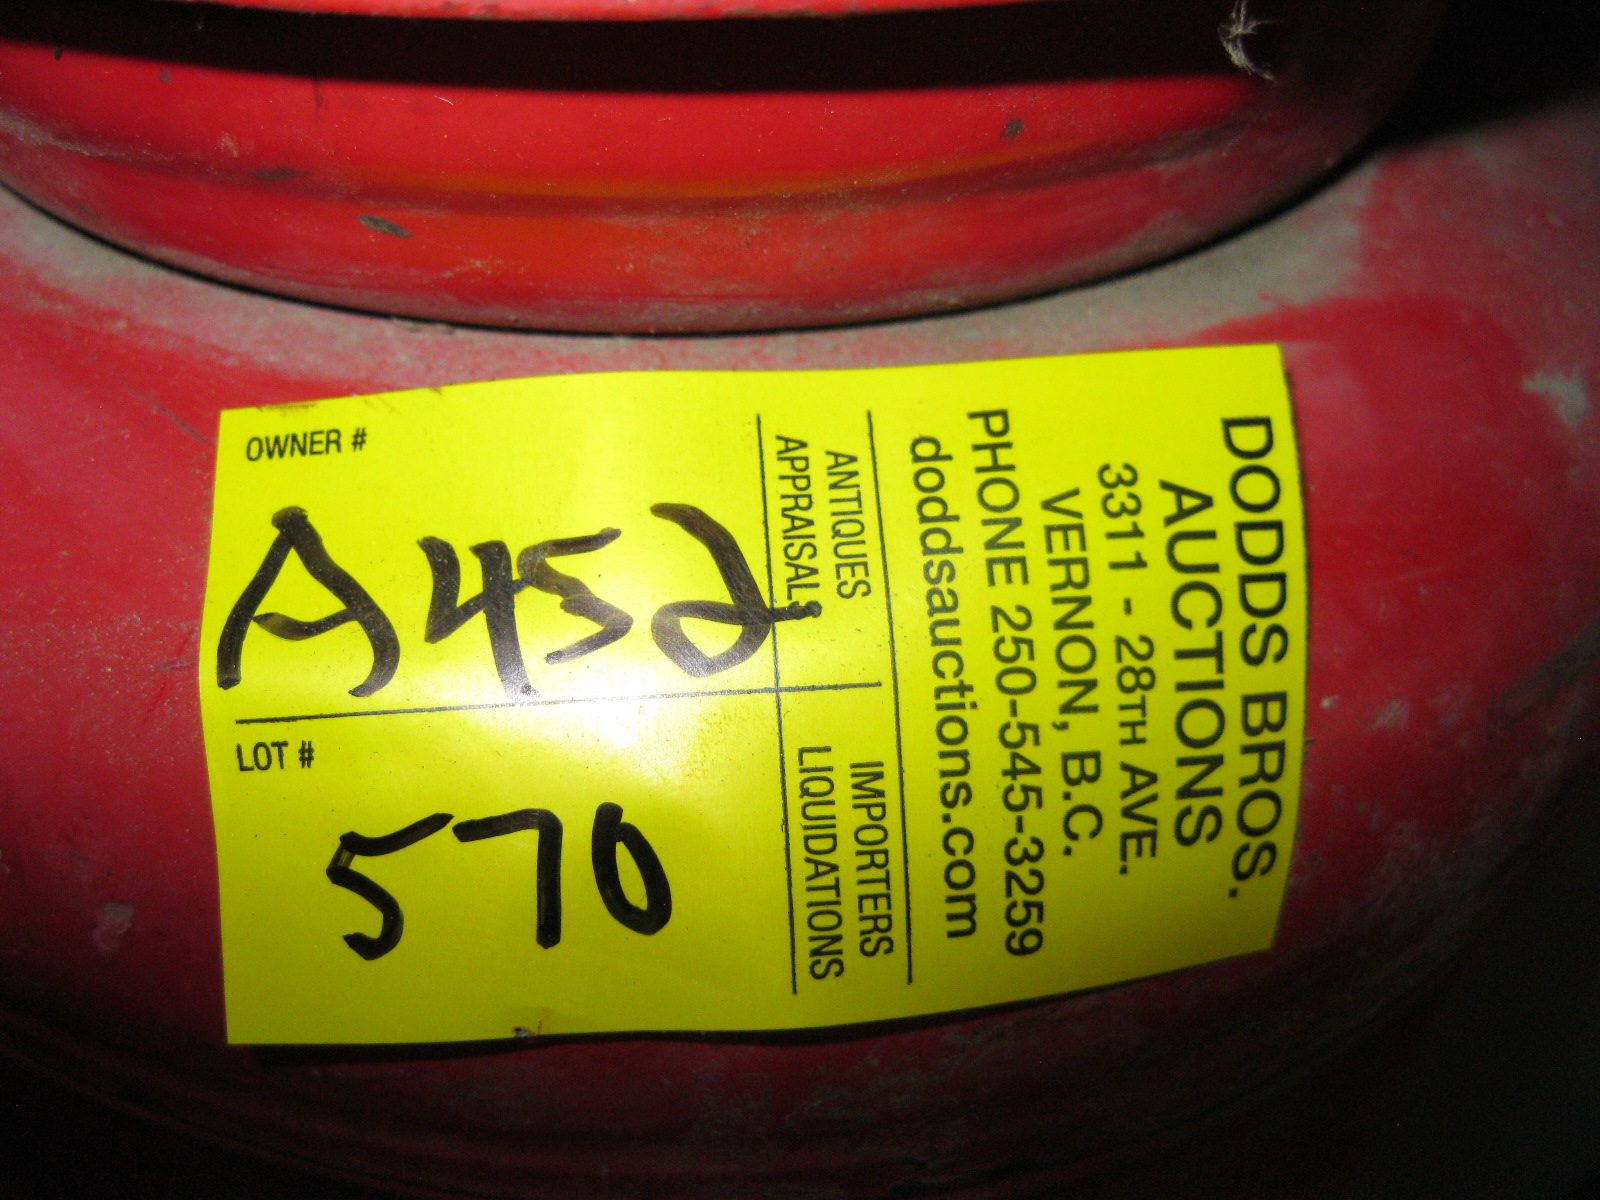 DODDS BROS.
AUCTIONS
3311 - 28TH AVE.
VERNON, B.C.
PHONE 250-545-3259
doddsauctions.com
ANTIQUES
APPRAISALS
IMPORTERS
LIQUIDATIONS
OWNER #
A452
LOT #
570